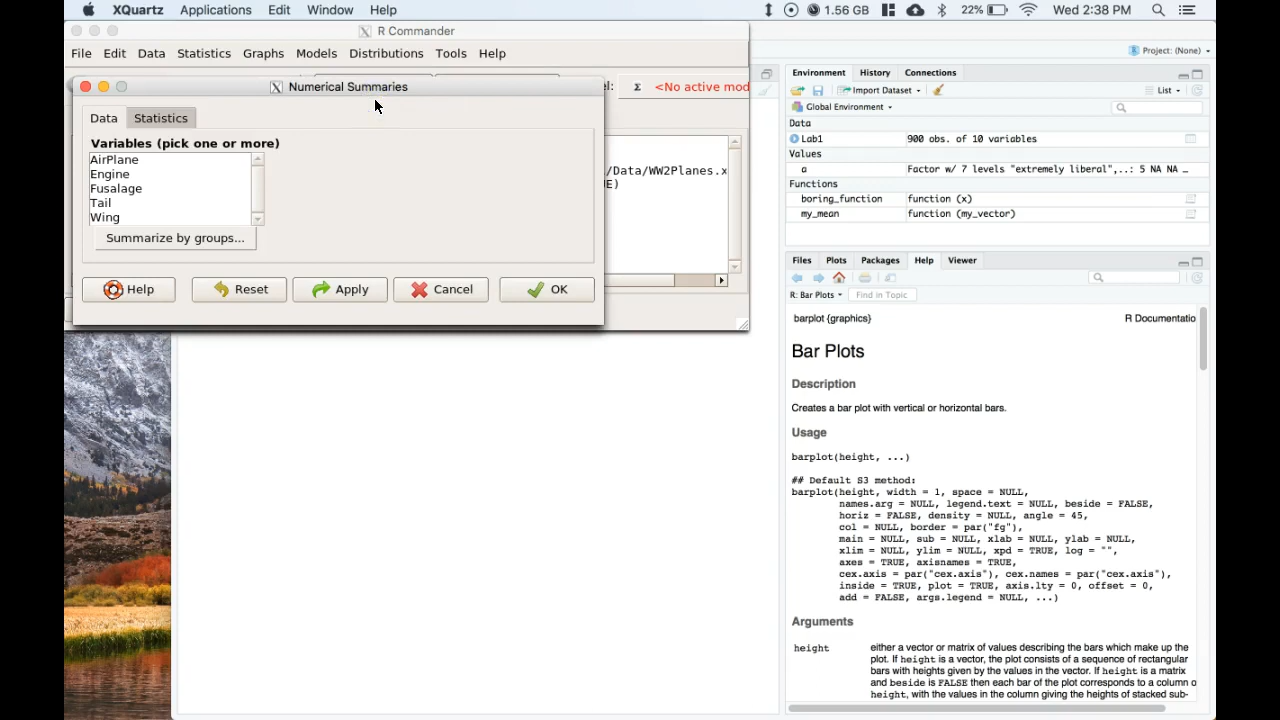 XQuartz Applications Edit Window Help
1.56 GB 22% Wed 2:38 PM
R Commander
File Edit Data Statistics Graphs Models Distributions Tools Help
l: Σ <No active mod
Numerical Summaries
Data Statistics
Variables (pick one or more)
AirPlane
Engine
Fusalage
Tail
Wing
Summarize by groups...
Help Reset Apply Cancel OK
/Data/WW2Planes.x
E)
Project: (None)
Environment History Connections
Import Dataset List
Global Environment
Data
Lab1 900 obs. of 10 variables
Values
a Factor w/ 7 levels "extremely liberal",..: 5 NA NA …
Functions
boring_function function (x)
my_mean function (my_vector)
Files Plots Packages Help Viewer
R: Bar Plots Find in Topic
barplot {graphics} R Documentatio
Bar Plots
Description
Creates a bar plot with vertical or horizontal bars.
Usage
barplot(height, ...)
## Default S3 method:
barplot(height, width = 1, space = NULL,
names.arg = NULL, legend.text = NULL, beside = FALSE,
horiz = FALSE, density = NULL, angle = 45,
col = NULL, border = par("fg"),
main = NULL, sub = NULL, xlab = NULL, ylab = NULL,
xlim = NULL, ylim = NULL, xpd = TRUE, log = "",
axes = TRUE, axisnames = TRUE,
cex.axis = par("cex.axis"), cex.names = par("cex.axis"),
inside = TRUE, plot = TRUE, axis.lty = 0, offset = 0,
add = FALSE, args.legend = NULL, ...)
Arguments
height either a vector or matrix of values describing the bars which make up the
plot. If height is a vector, the plot consists of a sequence of rectangular
bars with heights given by the values in the vector. If height is a matrix
and beside is FALSE then each bar of the plot corresponds to a column o
height, with the values in the column giving the heights of stacked sub-